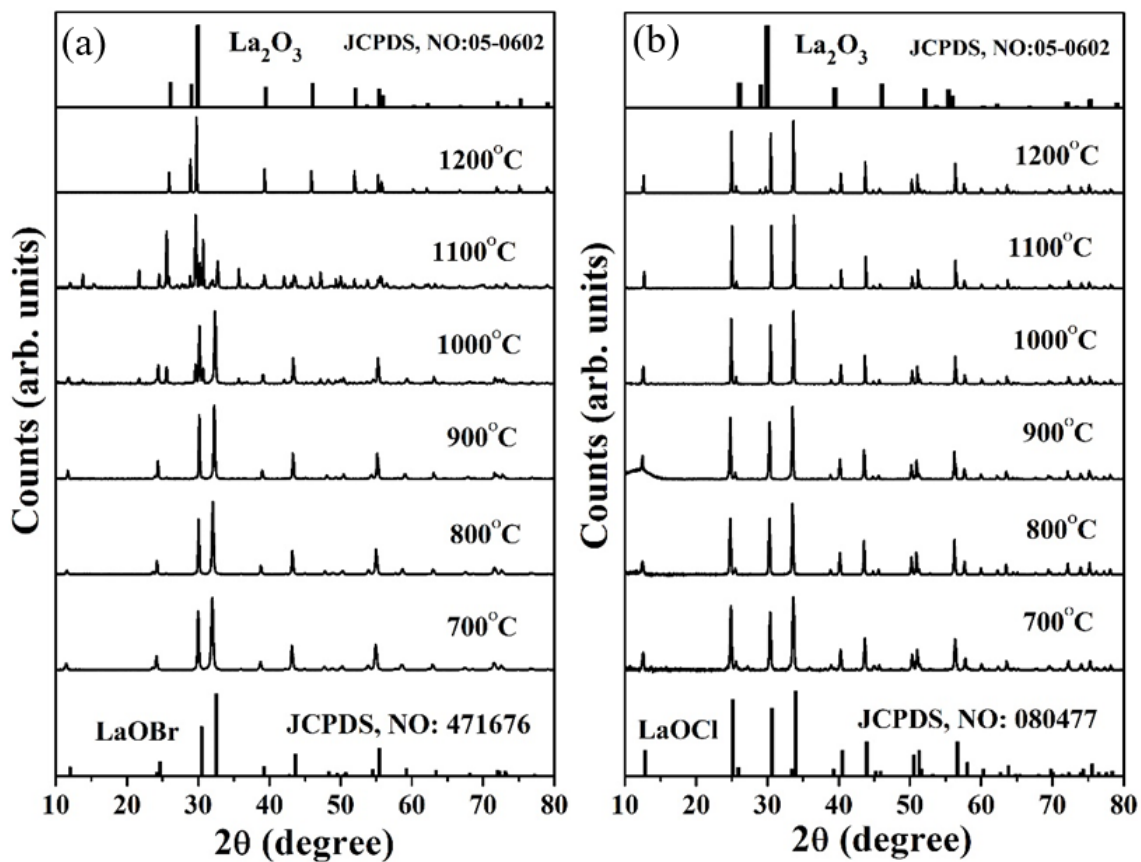 (a)
La₂O₃
JCPDS, NO:05-0602
1200°C
1100°C
1000°C
900°C
800°C
700°C
LaOBr
JCPDS, NO: 471676
Counts (arb. units)
10 20 30 40 50 60 70 80
2θ (degree)
(b)
La₂O₃
JCPDS, NO:05-0602
1200°C
1100°C
1000°C
900°C
800°C
700°C
LaOCl
JCPDS, NO: 080477
Counts (arb. units)
10 20 30 40 50 60 70 80
2θ (degree)